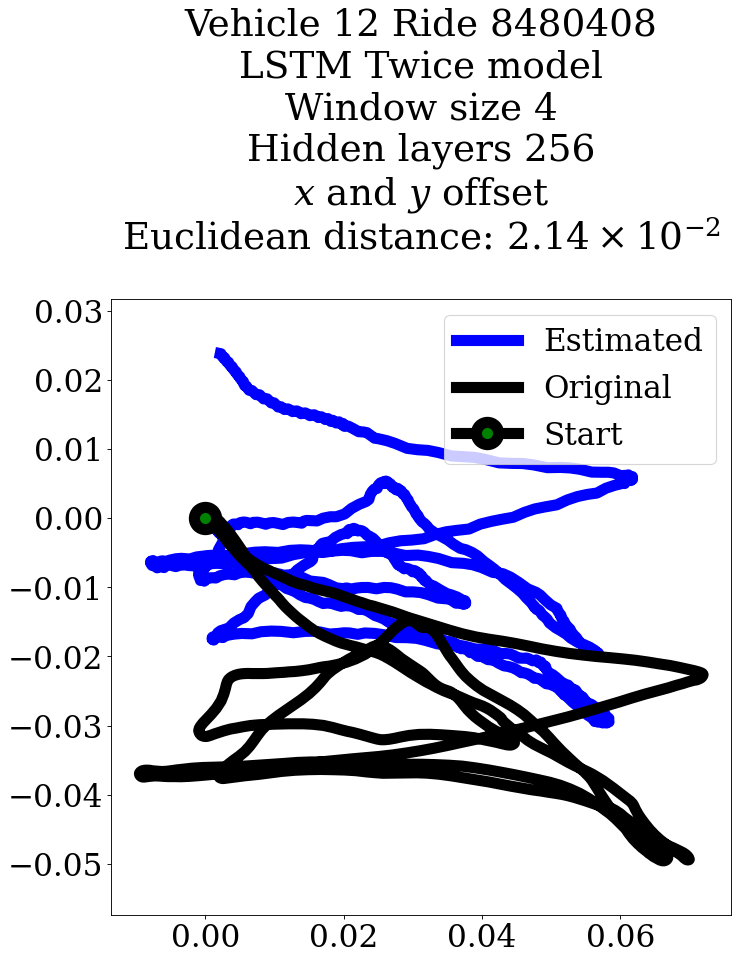 Vehicle 12 Ride 8480408
LSTM Twice model
Window size 4
Hidden layers 256
x and y offset
Euclidean distance: 2.14 × 10⁻²
Estimated
Original
Start
0.03
0.02
0.01
0.00
−0.01
−0.02
−0.03
−0.04
−0.05
0.00 0.02 0.04 0.06